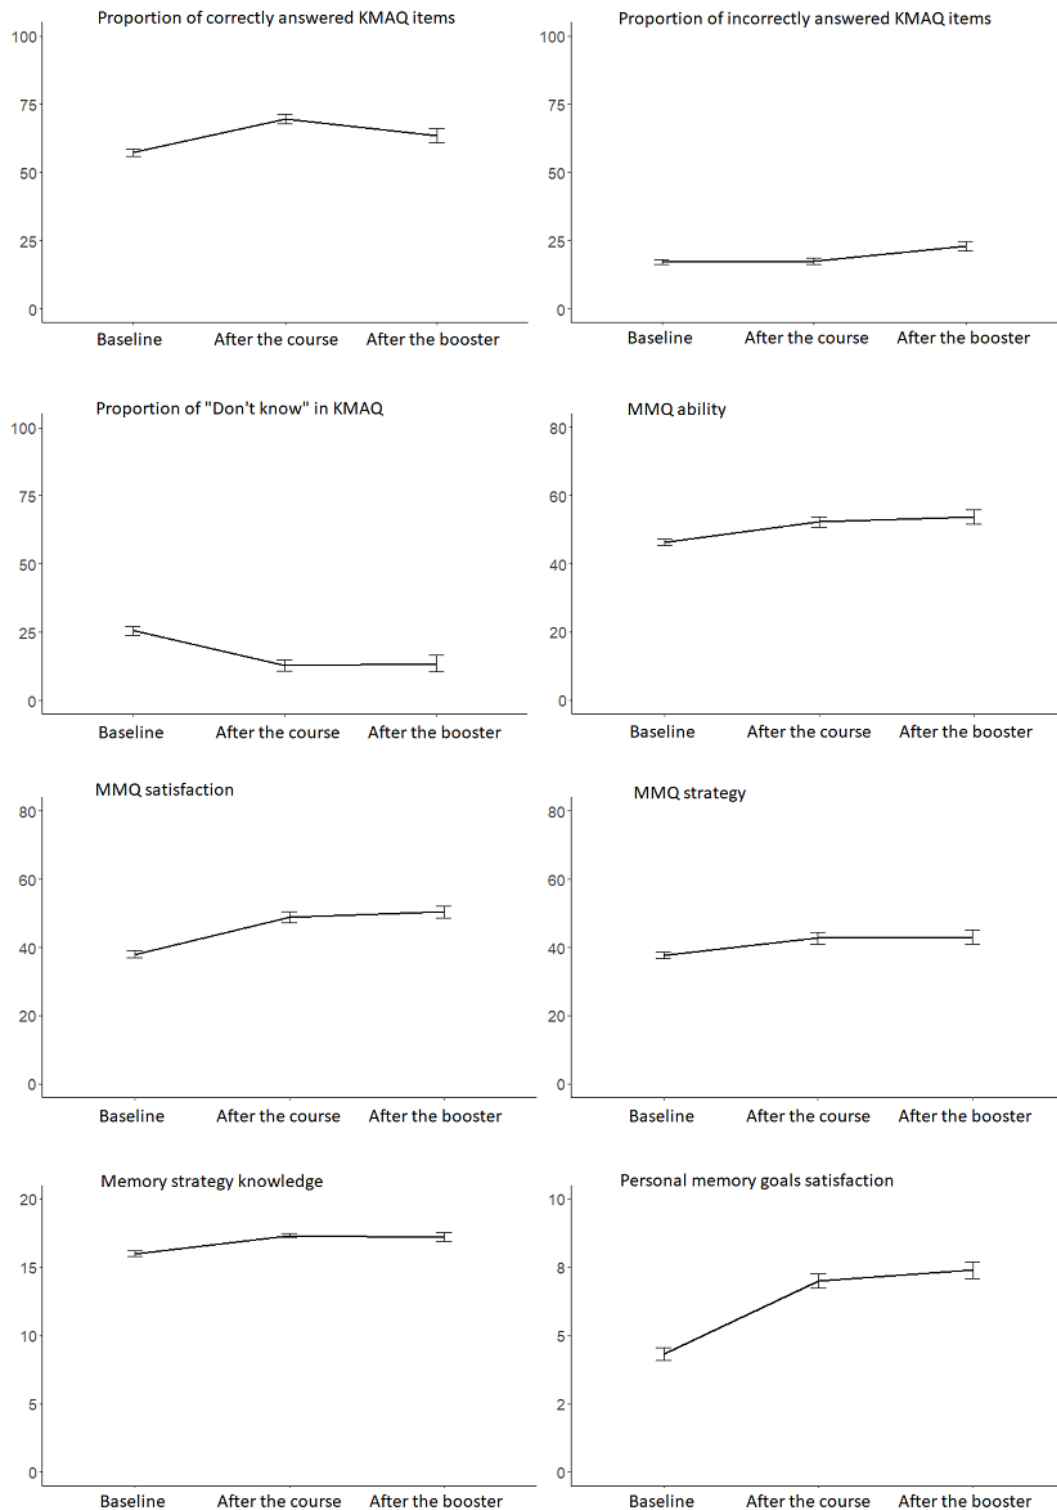 Proportion of correctly answered KMAQ items
100
75
50
25
0
Baseline After the course After the booster
Proportion of incorrectly answered KMAQ items
100
75
50
25
0
Baseline After the course After the booster
Proportion of "Don't know" in KMAQ
100
75
50
25
0
Baseline After the course After the booster
MMQ ability
80
60
40
20
0
Baseline After the course After the booster
MMQ satisfaction
80
60
40
20
0
Baseline After the course After the booster
MMQ strategy
80
60
40
20
0
Baseline After the course After the booster
Memory strategy knowledge
20
15
10
5
0
Baseline After the course After the booster
Personal memory goals satisfaction
10
8
5
2
0
Baseline After the course After the booster